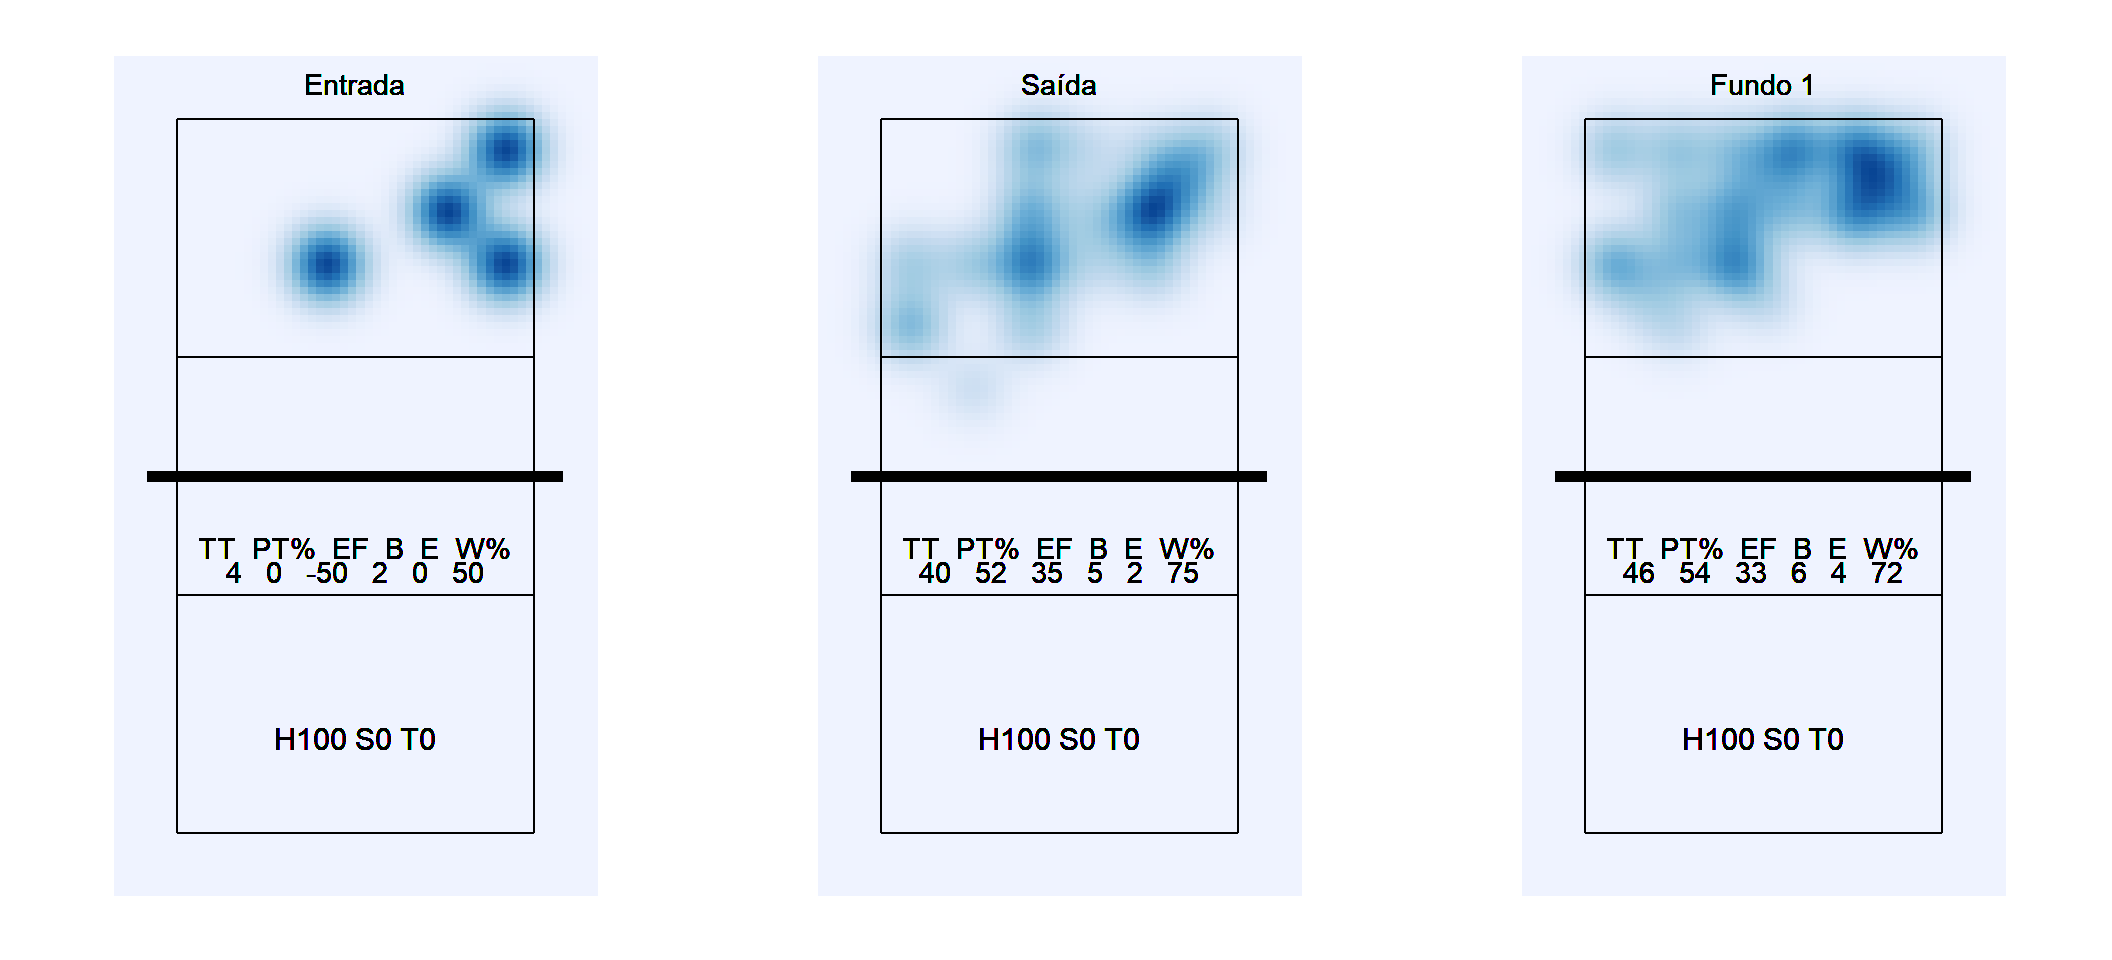 Entrada
TT PT% EF B E W%
4 0 -50 2 0 50
H100 S0 T0
Saída
TT PT% EF B E W%
40 52 35 5 2 75
H100 S0 T0
Fundo 1
TT PT% EF B E W%
46 54 33 6 4 72
H100 S0 T0